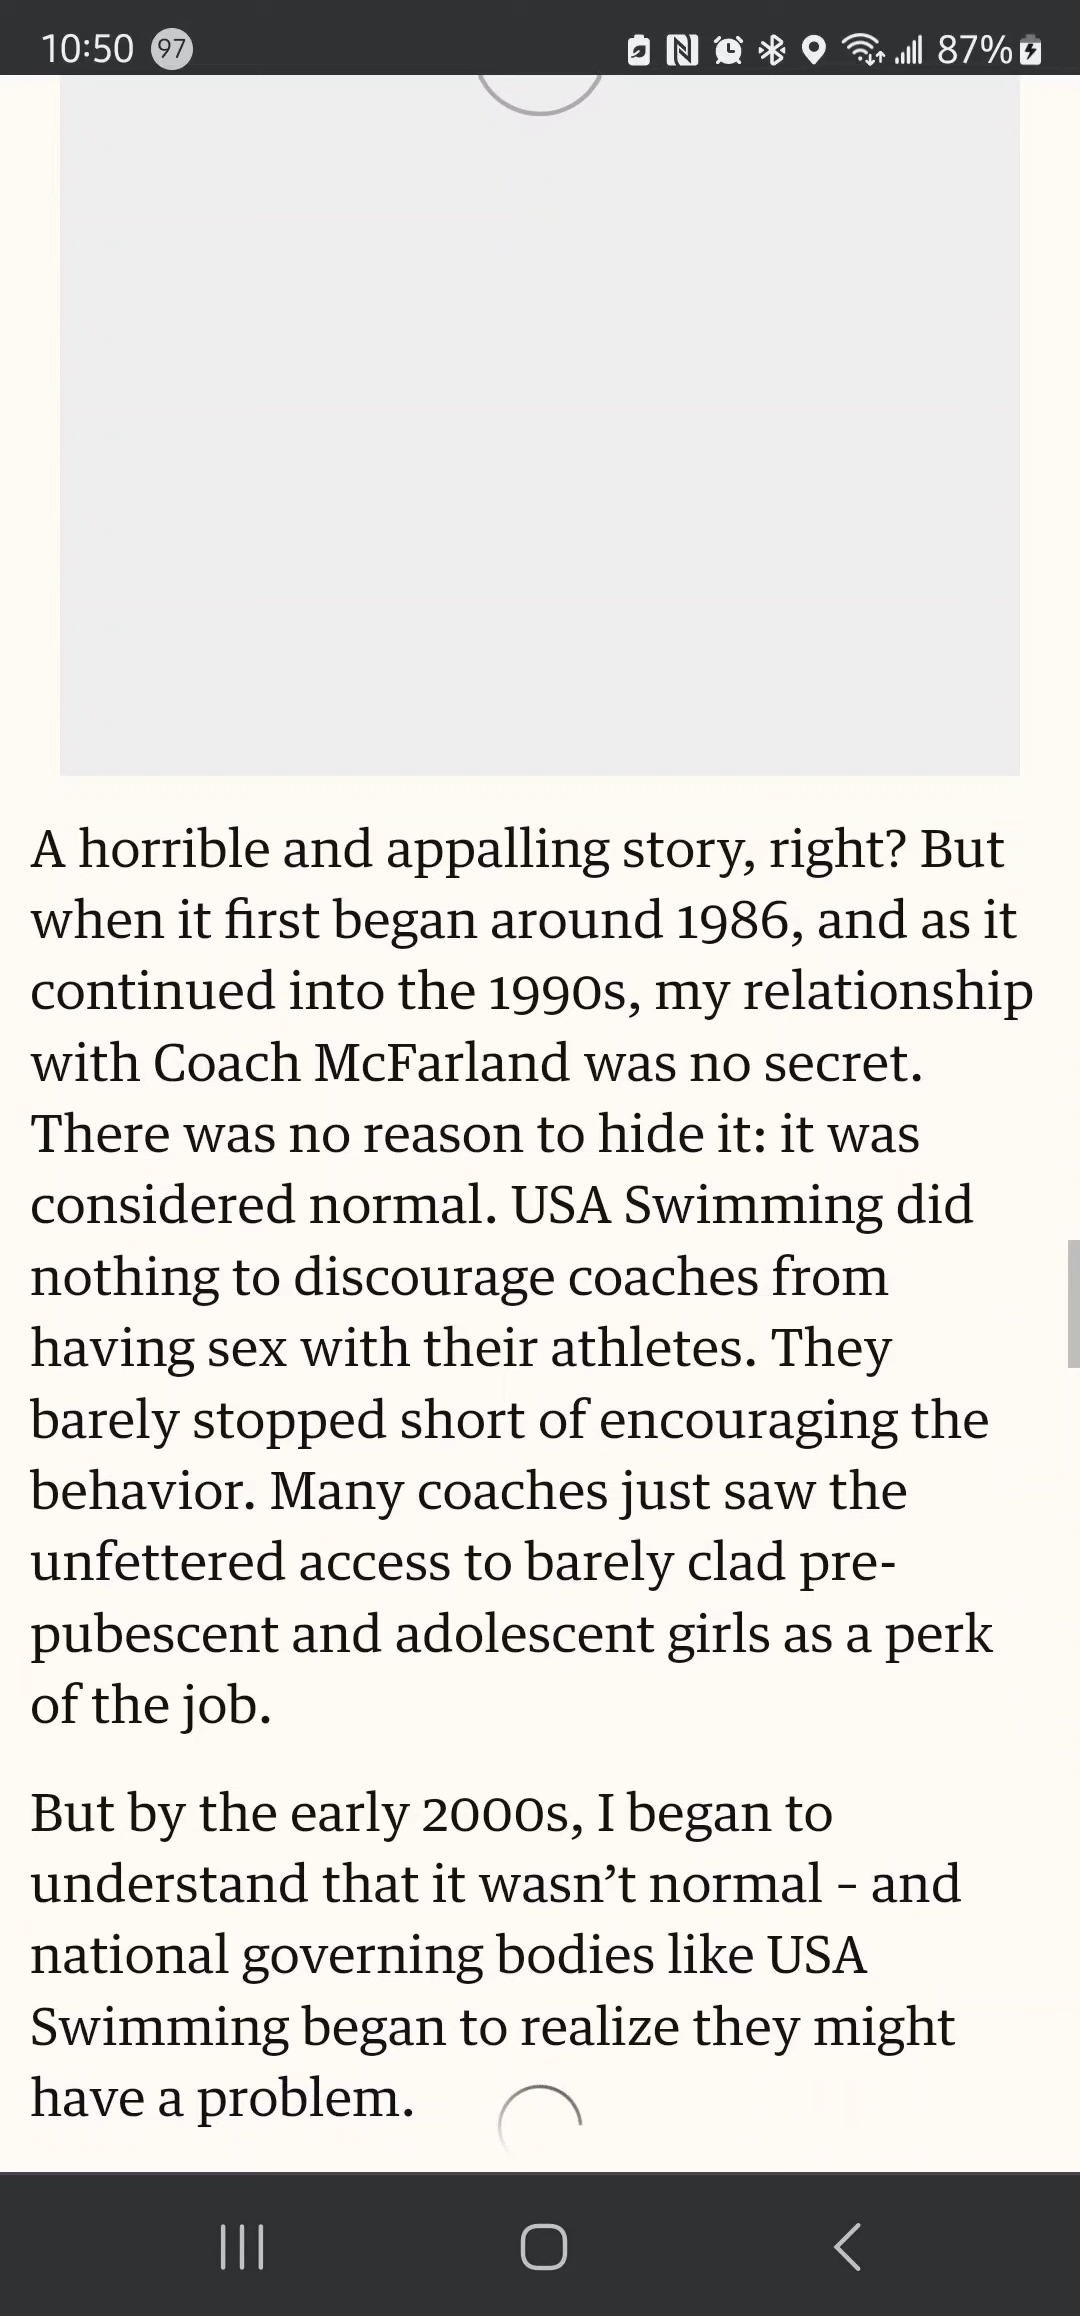 10:50 97 87%
A horrible and appalling story, right? But
when it first began around 1986, and as it
continued into the 1990s, my relationship
with Coach McFarland was no secret.
There was no reason to hide it: it was
considered normal. USA Swimming did
nothing to discourage coaches from
having sex with their athletes. They
barely stopped short of encouraging the
behavior. Many coaches just saw the
unfettered access to barely clad pre-
pubescent and adolescent girls as a perk
of the job.
But by the early 2000s, I began to
understand that it wasn’t normal – and
national governing bodies like USA
Swimming began to realize they might
have a problem.